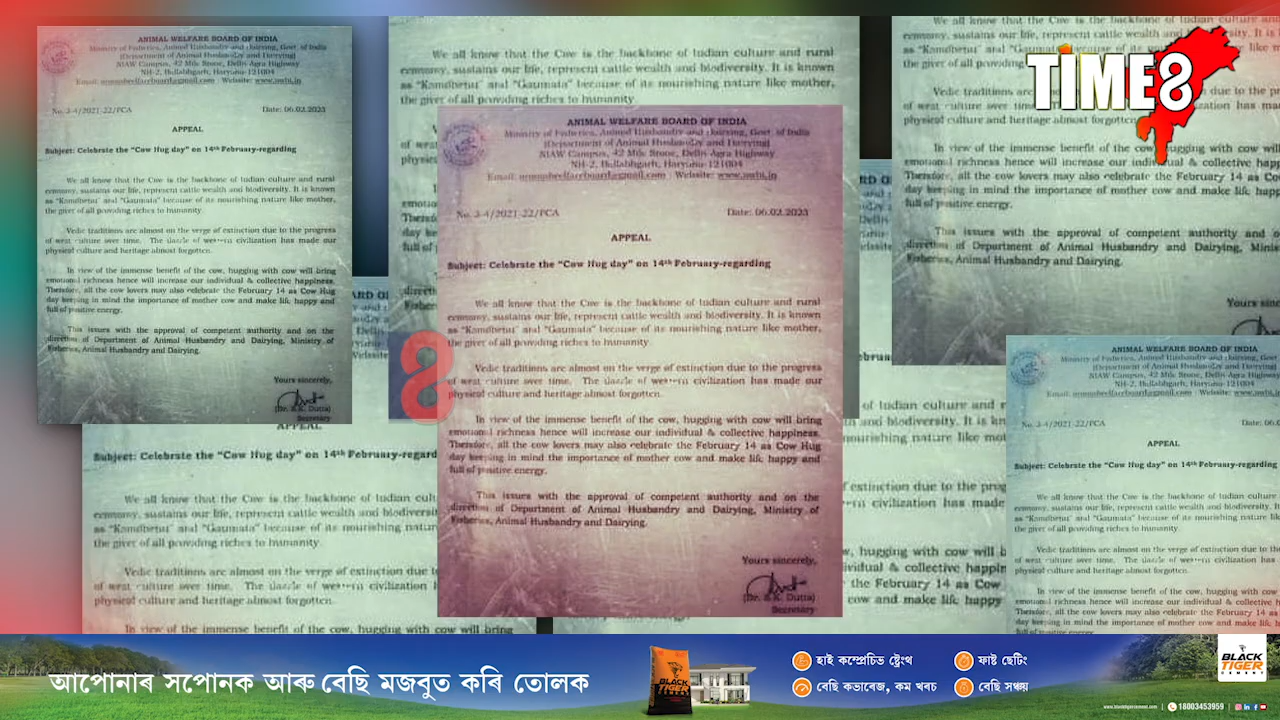 ANIMAL WELFARE BOARD OF INDIA
Ministry of Fisheries, Animal Husbandry and Dairying, Govt. of India
(Department of Animal Husbandry and Dairying)
NIAW Campus, 42 Mile Stone, Delhi-Agra Highway
NH-2, Ballabhgarh, Haryana-121004
Email: Website: www.awbi.in
No. 3-4/2021-22/PCA Date: 06.02.2023
APPEAL
Subject: Celebrate the "Cow Hug day" on 14th February-regarding
We all know that the Cow is the backbone of Indian culture and rural
economy, sustains our life, represent cattle wealth and biodiversity. It is known
as "Kamdhenu" and "Gaumata" because of its nourishing nature like mother,
the giver of all providing riches to humanity.
Vedic traditions are almost on the verge of extinction due to the progress
of west culture over time. The dazzle of western civilization has made our
physical culture and heritage almost forgotten.
In view of the immense benefit of the cow, hugging with cow will bring
emotional richness hence will increase our individual & collective happiness.
Therefore, all the cow lovers may also celebrate the February 14 as Cow Hug
day keeping in mind the importance of mother cow and make life happy and
full of positive energy.
This issues with the approval of competent authority and on the
direction of Department of Animal Husbandry and Dairying, Ministry of
Fisheries, Animal Husbandry and Dairying.
Yours sincerely,
(Dr. S.K. Dutta)
Secretary
TIME8
আপোনাৰ সপোনক আৰু বেছি মজবুত কৰি তোলক
BLACK TIGER
হাই কম্প্ৰেচিভ ষ্ট্ৰেংথ
ফাষ্ট ছেটিং
বেছি কভাৰেজ, কম খৰচ
বেছি সঞ্চয়
BLACK
TIGER
CEMENT
www.blacktigercement.com | 18003453959